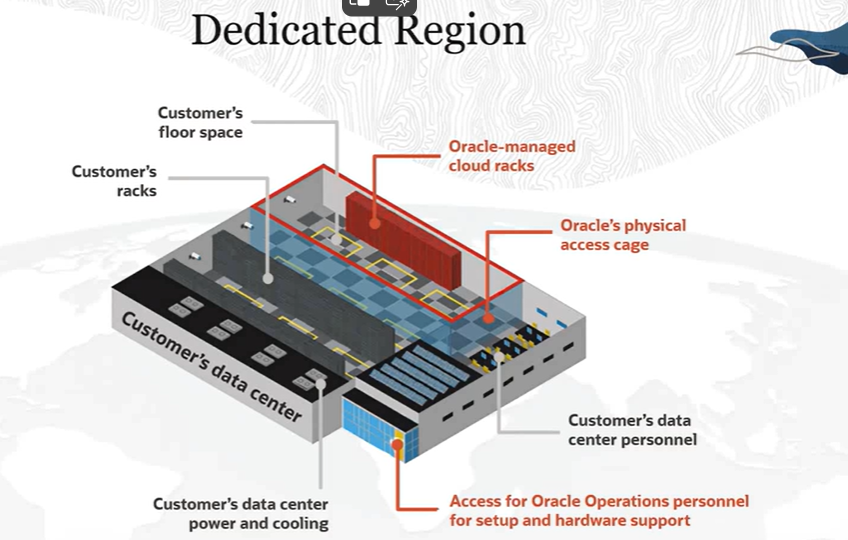 Dedicated Region
Customer's
floor space
Oracle-managed
cloud racks
Customer's
racks
Oracle's physical
access cage
Customer's data center
Customer's data
center personnel
Customer's data center
power and cooling
Access for Oracle Operations personnel
for setup and hardware support